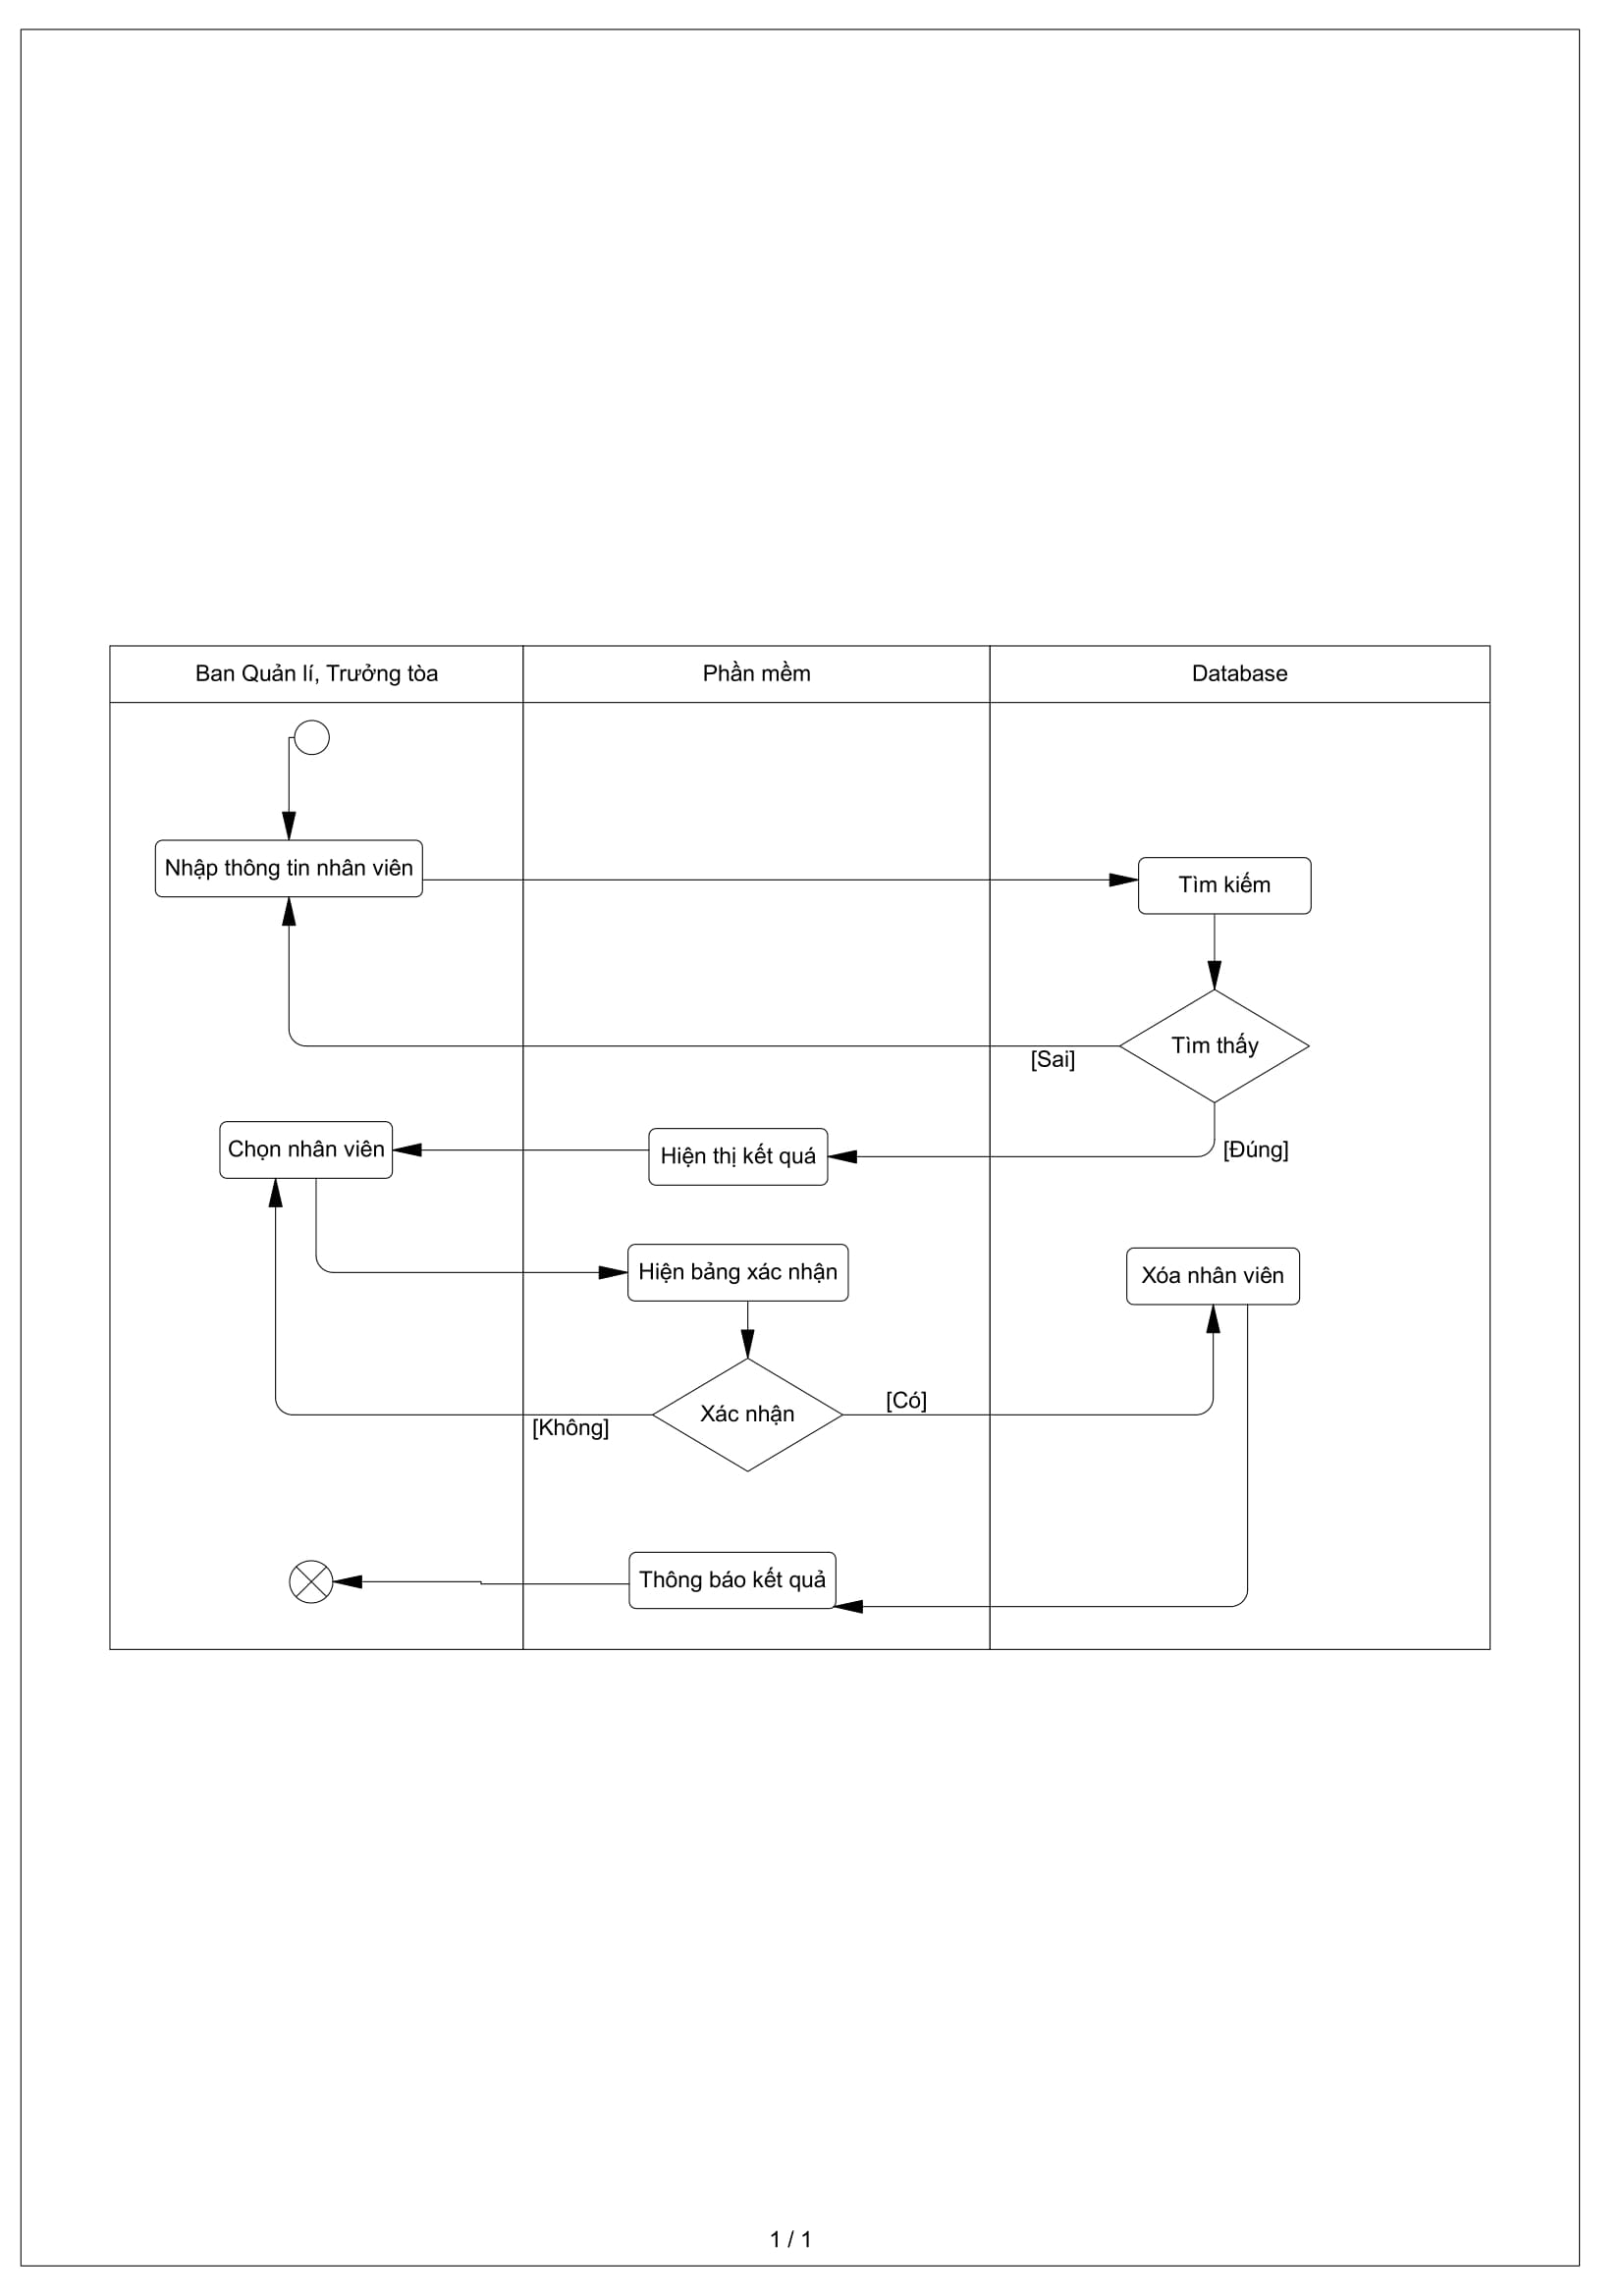 Ban Quản lí, Trưởng tòa
Phần mềm
Database
Nhập thông tin nhân viên
Tìm kiếm
Tìm thấy
[Sai]
[Đúng]
Chọn nhân viên
Hiện thị kết quá
Hiện bảng xác nhận
Xóa nhân viên
[Có]
Xác nhận
[Không]
Thông báo kết quả
1 / 1